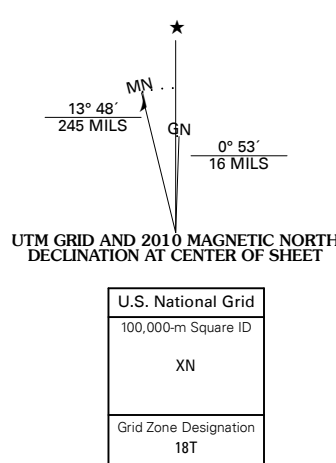 ★
MN
GN
13° 48´
245 MILS
0° 53´
16 MILS
UTM GRID AND 2010 MAGNETIC NORTH
DECLINATION AT CENTER OF SHEET
U.S. National Grid
100,000-m Square ID
XN
Grid Zone Designation
18T